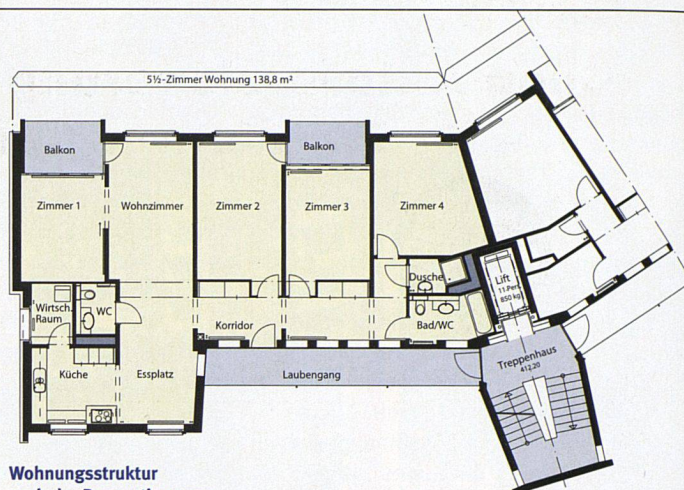 5½-Zimmer Wohnung 138,8 m²
Balkon
Balkon
Zimmer 1
Wohnzimmer
Zimmer 2
Zimmer 3
Zimmer 4
Dusche
Lift
11 Pers.
850 kg
Wirtsch.
Raum
WC
Korridor
Bad/WC
Treppenhaus
412.20
Küche
Essplatz
Laubengang
Wohnungsstruktur